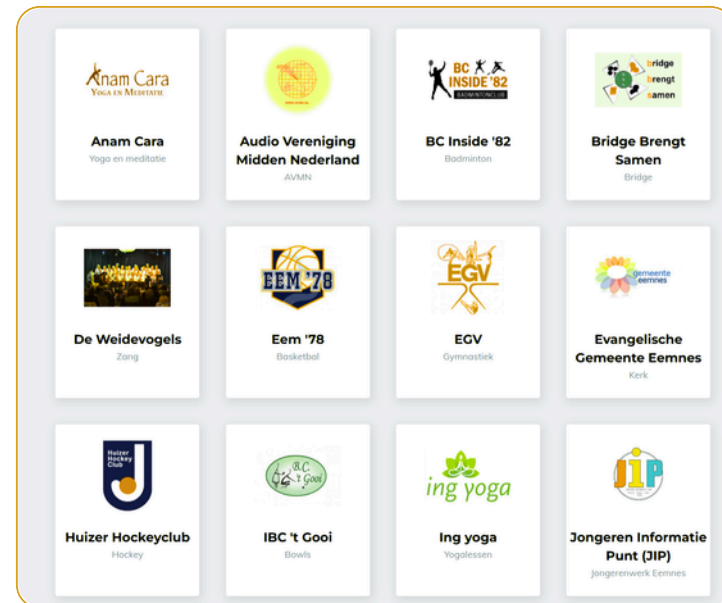 Anam Cara
YOGA EN MEDITATIE
Anam Cara
Yoga en meditatie
Audio Vereniging
Midden Nederland
AVMN
BC
INSIDE '82
BADMINTONCLUB
BC Inside '82
Badminton
bridge
brengt
samen
Bridge Brengt
Samen
Bridge
De Weidevogels
Zang
EEM '78
Eem '78
Basketbal
EGV
EGV
Gymnastiek
gemeente
eemnes
Evangelische
Gemeente Eemnes
Kerk
Huizer
Hockey
Club
Huizer Hockeyclub
Hockey
B.C.
't Gooi
IBC 't Gooi
Bowls
ing yoga
Ing yoga
Yogalessen
JiP
Jongeren Informatie
Punt (JIP)
Jongerenwerk Eemnes